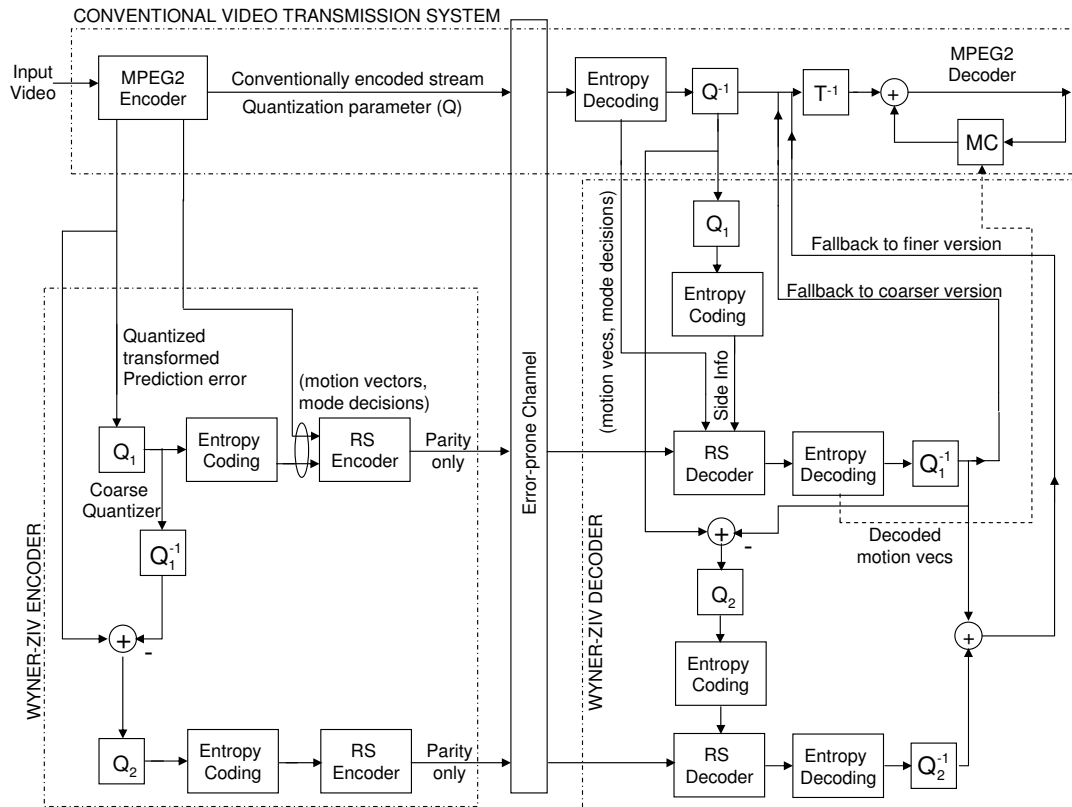 CONVENTIONAL VIDEO TRANSMISSION SYSTEM
Input
Video
MPEG2
Encoder
Conventionally encoded stream
Quantization parameter (Q)
Entropy
Decoding
Q-1
T-1
+
MPEG2
Decoder
MC
Error-prone Channel
(motion vecs, mode decisions)
Q1
Entropy
Coding
Side Info
Fallback to finer version
Fallback to coarser version
WYNER-ZIV ENCODER
Quantized
transformed
Prediction error
(motion vectors,
mode decisions)
Q1
Entropy
Coding
RS
Encoder
Parity
only
Coarse
Quantizer
Q1-1
+
-
Q2
Entropy
Coding
RS
Encoder
Parity
only
WYNER-ZIV DECODER
RS
Decoder
Entropy
Decoding
Q1-1
Decoded
motion vecs
+
-
Q2
Entropy
Coding
+
RS
Decoder
Entropy
Decoding
Q2-1